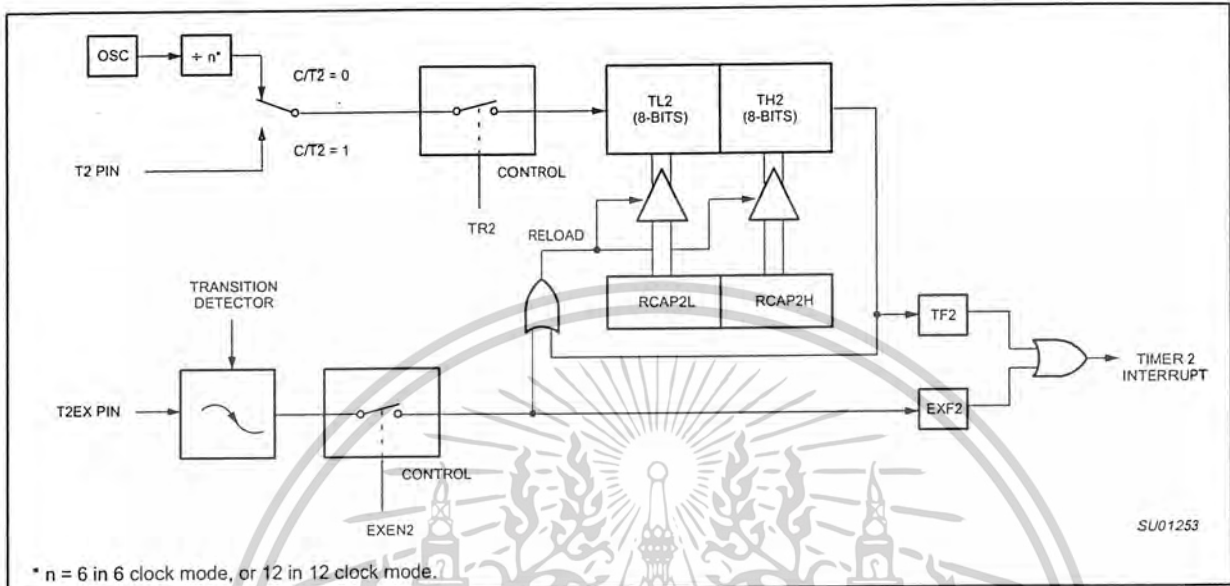 OSC
÷ n*
C/T2̅ = 0
C/T2̅ = 1
T2 PIN
CONTROL
TR2
TL2
(8-BITS)
TH2
(8-BITS)
RELOAD
RCAP2L
RCAP2H
TRANSITION
DETECTOR
T2EX PIN
CONTROL
EXEN2
TF2
EXF2
TIMER 2
INTERRUPT
SU01253
* n = 6 in 6 clock mode, or 12 in 12 clock mode.